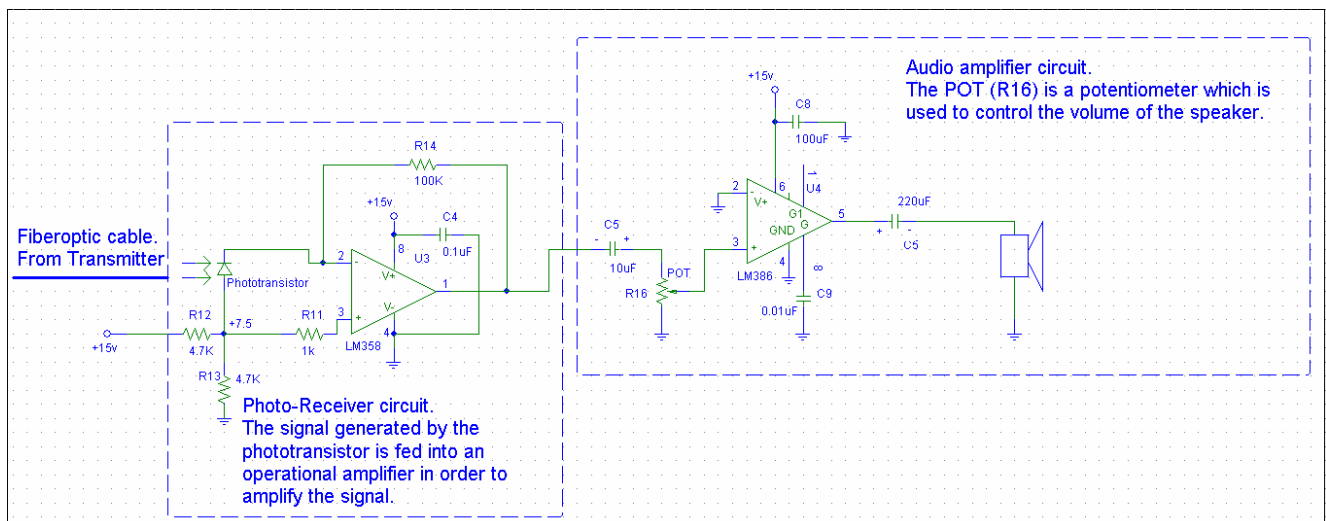 Audio amplifier circuit.
The POT (R16) is a potentiometer which is
used to control the volume of the speaker.
+15v
C8
100uF
R14
100K
+15v
C4
0.1uF
8
U3
V+
2
-
3
+
1
V-
4
LM358
Fiberoptic cable.
From Transmitter
Phototransistor
R12
4.7K
+15v
+7.5
R11
1k
R13
4.7K
Photo-Receiver circuit.
The signal generated by the
phototransistor is fed into an
operational amplifier in order to
amplify the signal.
C5
- +
10uF
POT
R16
2
-
6
V+
1
U4
G1
G
GND
3
+
4
5
LM386
8
C9
0.01uF
220uF
+ -
C5